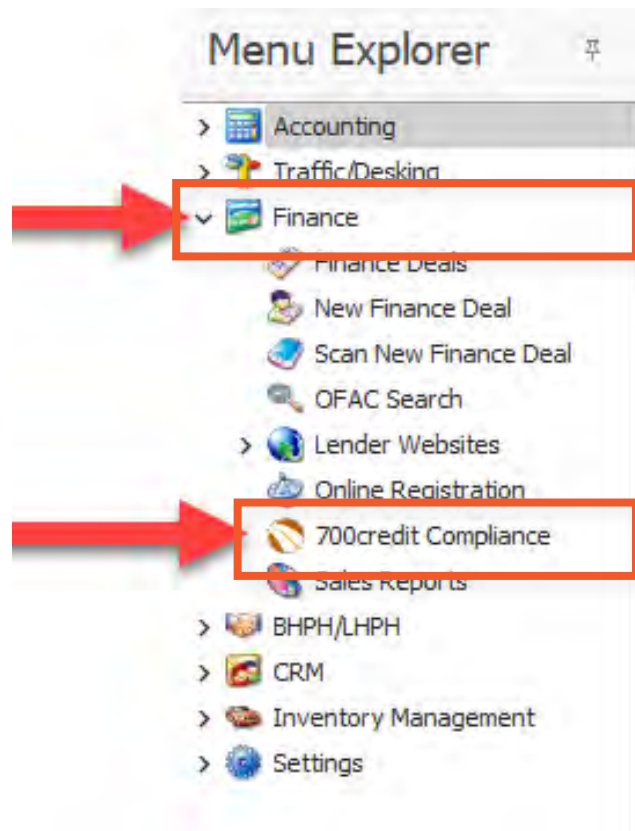 Menu Explorer
Accounting
Traffic/Desking
Finance
Finance Deals
New Finance Deal
Scan New Finance Deal
OFAC Search
Lender Websites
Online Registration
700credit Compliance
Sales Reports
BHPH/LHPH
CRM
Inventory Management
Settings